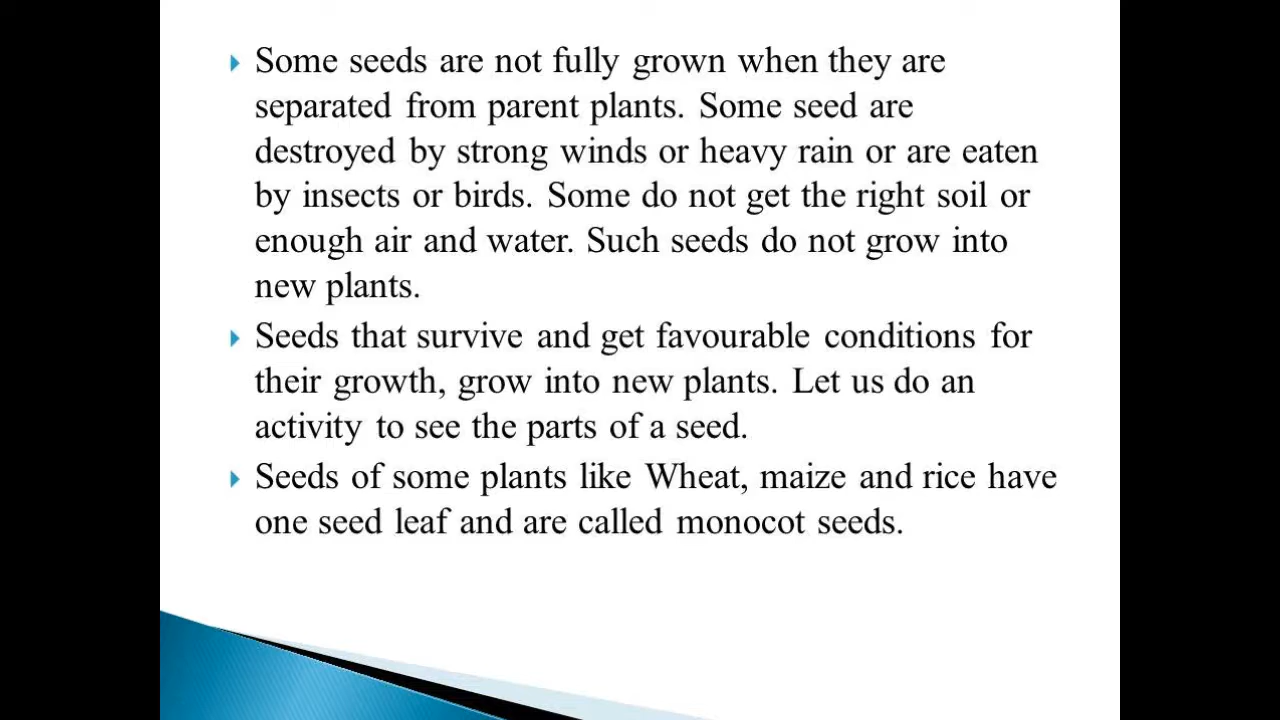 Some seeds are not fully grown when they are
separated from parent plants. Some seed are
destroyed by strong winds or heavy rain or are eaten
by insects or birds. Some do not get the right soil or
enough air and water. Such seeds do not grow into
new plants.
Seeds that survive and get favourable conditions for
their growth, grow into new plants. Let us do an
activity to see the parts of a seed.
Seeds of some plants like Wheat, maize and rice have
one seed leaf and are called monocot seeds.